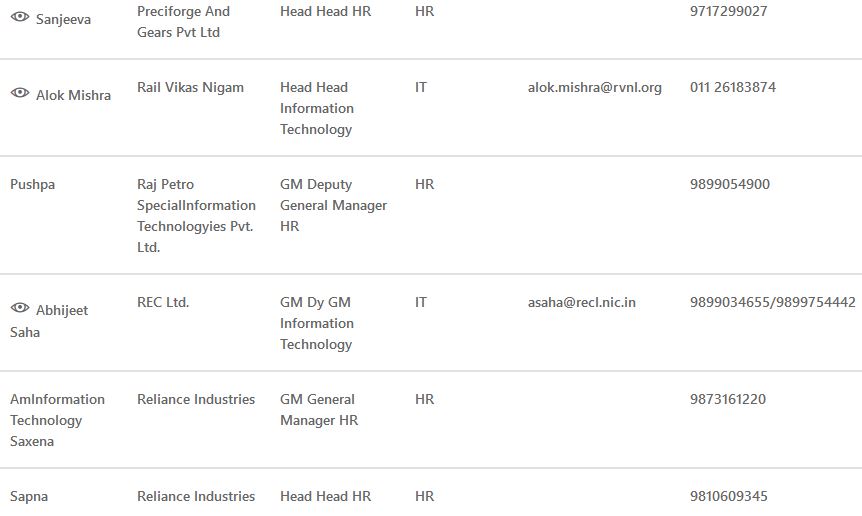 Sanjeeva
Preciforge And
Gears Pvt Ltd
Head Head HR
HR
9717299027
Alok Mishra
Rail Vikas Nigam
Head Head
Information
Technology
IT
alok.mishra@rvnl.org
011 26183874
Pushpa
Raj Petro
SpecialInformation
Technologyies Pvt.
Ltd.
GM Deputy
General Manager
HR
HR
9899054900
Abhijeet
Saha
REC Ltd.
GM Dy GM
Information
Technology
IT
asaha@recl.nic.in
9899034655/9899754442
AmInformation
Technology
Saxena
Reliance Industries
GM General
Manager HR
HR
9873161220
Sapna
Reliance Industries
Head Head HR
HR
9810609345